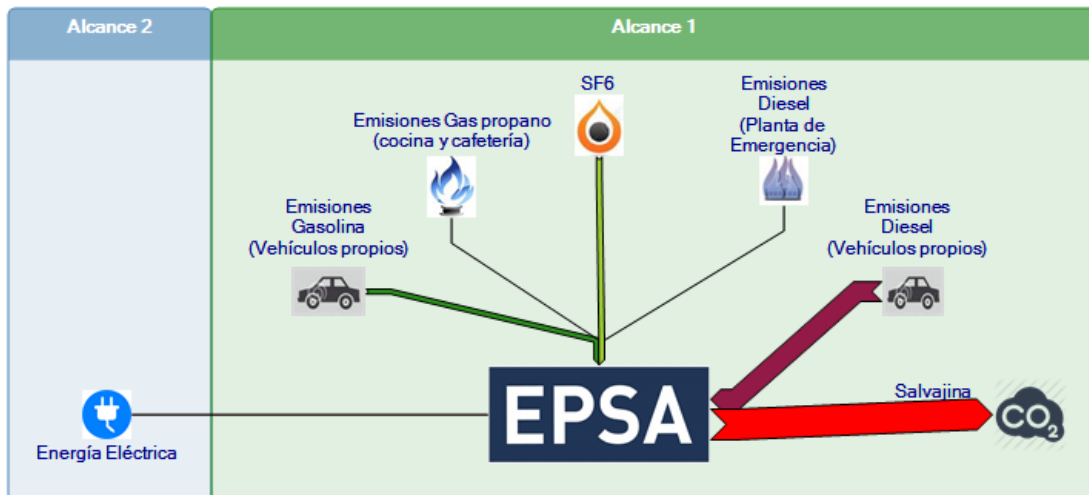 Alcance 2
Alcance 1
SF6
Emisiones
Diesel
(Planta de
Emergencia)
Emisiones Gas propano
(cocina y cafetería)
Emisiones
Gasolina
(Vehículos propios)
Emisiones
Diesel
(Vehículos propios)
EPSA
Salvajina
CO2
Energía Eléctrica